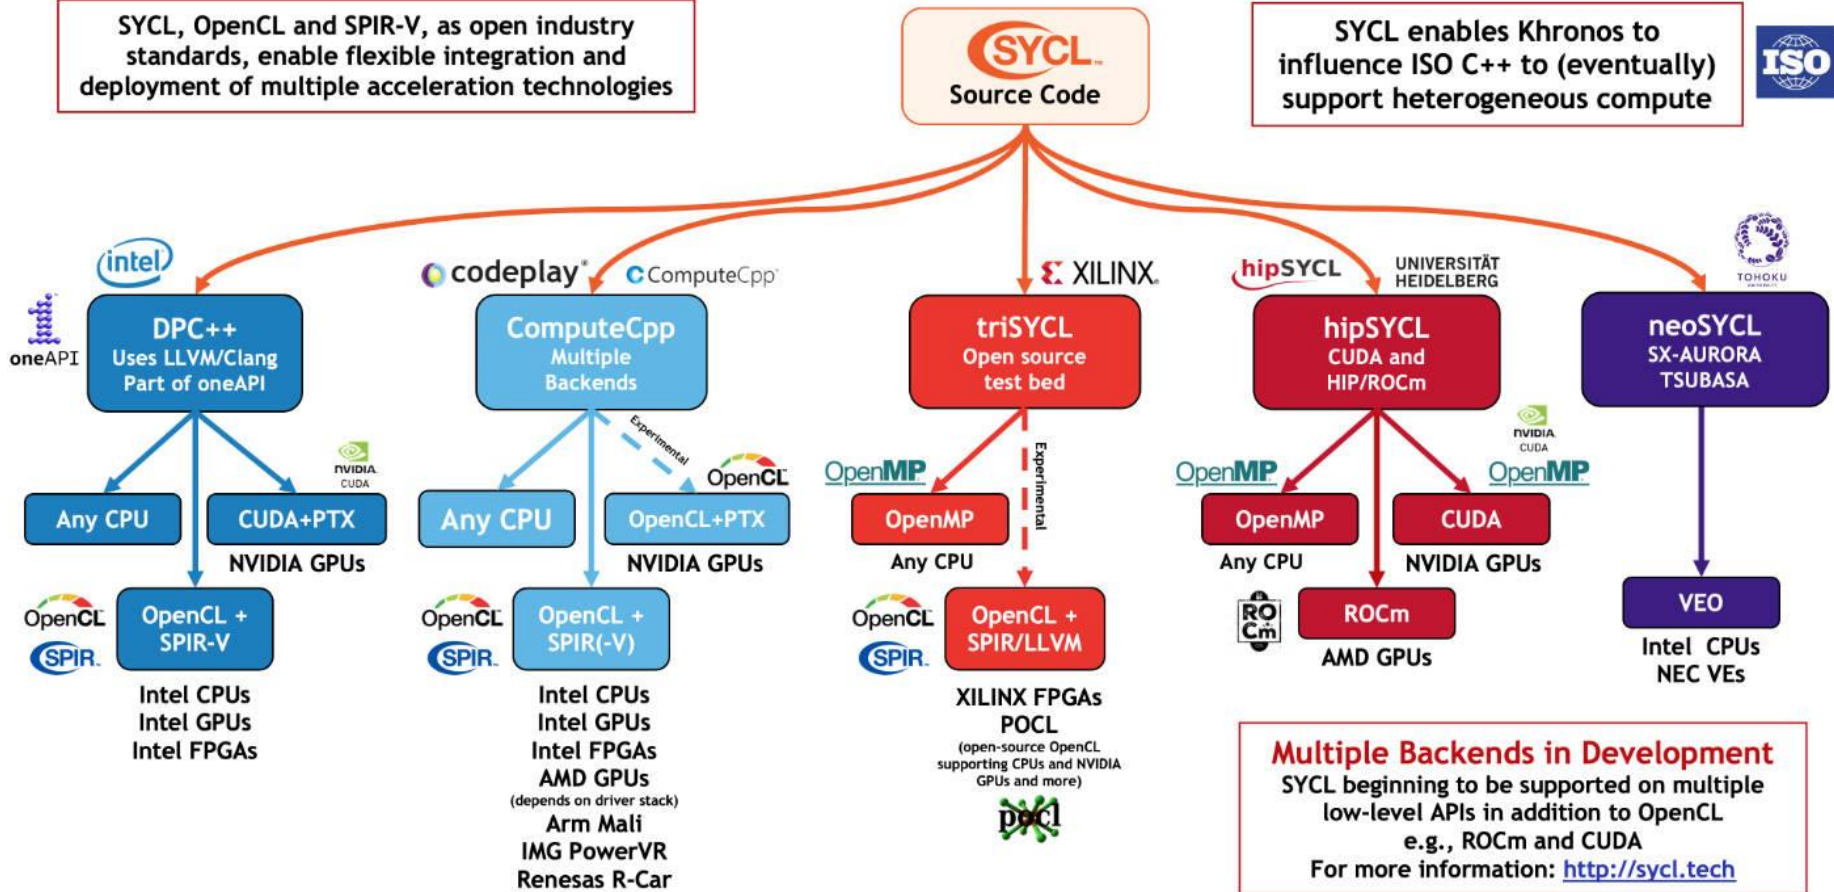 SYCL, OpenCL and SPIR-V, as open industry
standards, enable flexible integration and
deployment of multiple acceleration technologies
SYCL™
Source Code
SYCL enables Khronos to
influence ISO C++ to (eventually)
support heterogeneous compute
ISO
intel
oneAPI
DPC++
Uses LLVM/Clang
Part of oneAPI
codeplay®
ComputeCpp™
ComputeCpp
Multiple
Backends
XILINX®
triSYCL
Open source
test bed
hipSYCL
UNIVERSITÄT
HEIDELBERG
hipSYCL
CUDA and
HIP/ROCm
TOHOKU
UNIVERSITY
neoSYCL
SX-AURORA
TSUBASA
Any CPU
NVIDIA
CUDA
CUDA+PTX
NVIDIA GPUs
OpenCL
SPIR™
OpenCL +
SPIR-V
Intel CPUs
Intel GPUs
Intel FPGAs
Experimental
Any CPU
OpenCL
OpenCL+PTX
NVIDIA GPUs
OpenCL
SPIR™
OpenCL +
SPIR(-V)
Intel CPUs
Intel GPUs
Intel FPGAs
AMD GPUs
(depends on driver stack)
Arm Mali
IMG PowerVR
Renesas R-Car
OpenMP
OpenMP
Any CPU
Experimental
OpenCL
SPIR™
OpenCL +
SPIR/LLVM
XILINX FPGAs
POCL
(open-source OpenCL
supporting CPUs and NVIDIA
GPUs and more)
pocl
OpenMP
OpenMP
Any CPU
NVIDIA
CUDA
OpenMP
CUDA
NVIDIA GPUs
ROCm
ROCm
AMD GPUs
VEO
Intel CPUs
NEC VEs
Multiple Backends in Development
SYCL beginning to be supported on multiple
low-level APIs in addition to OpenCL
e.g., ROCm and CUDA
For more information: http://sycl.tech